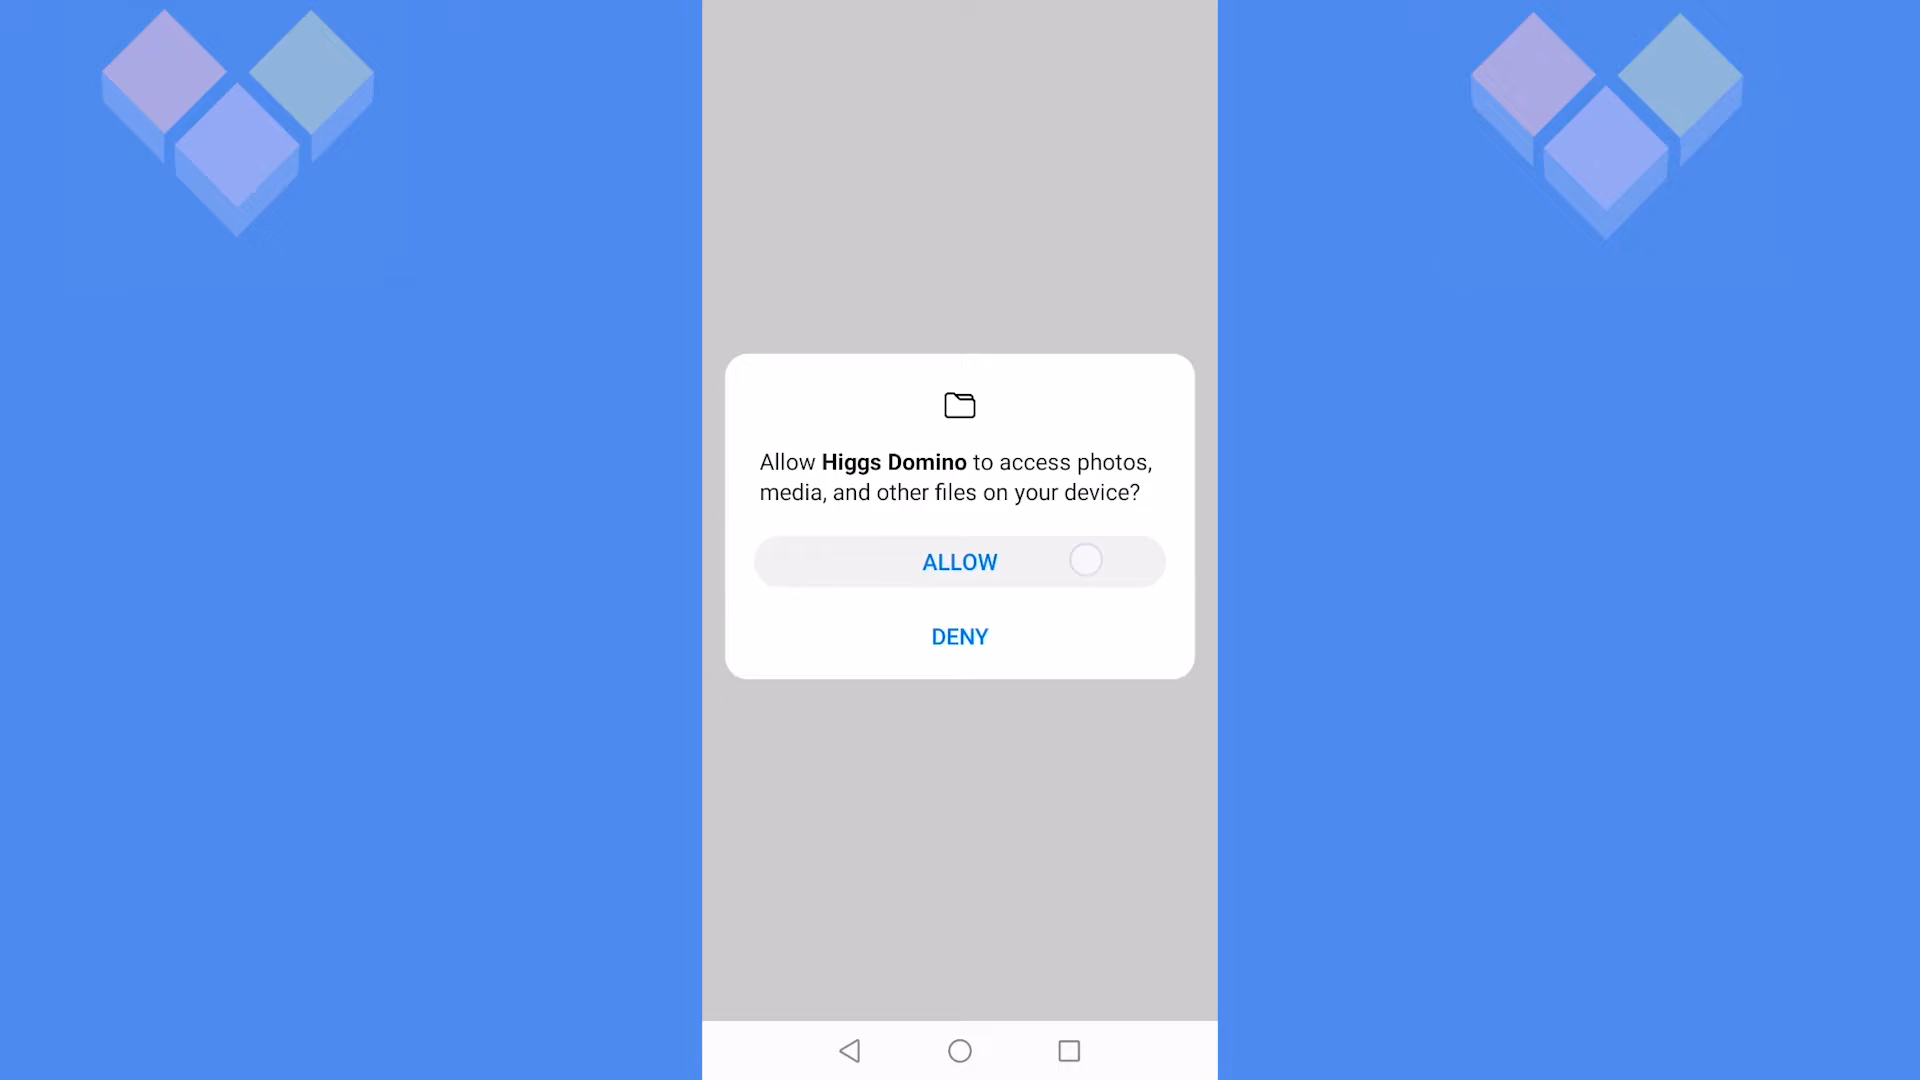 Allow Higgs Domino to access photos,
media, and other files on your device?
ALLOW
DENY